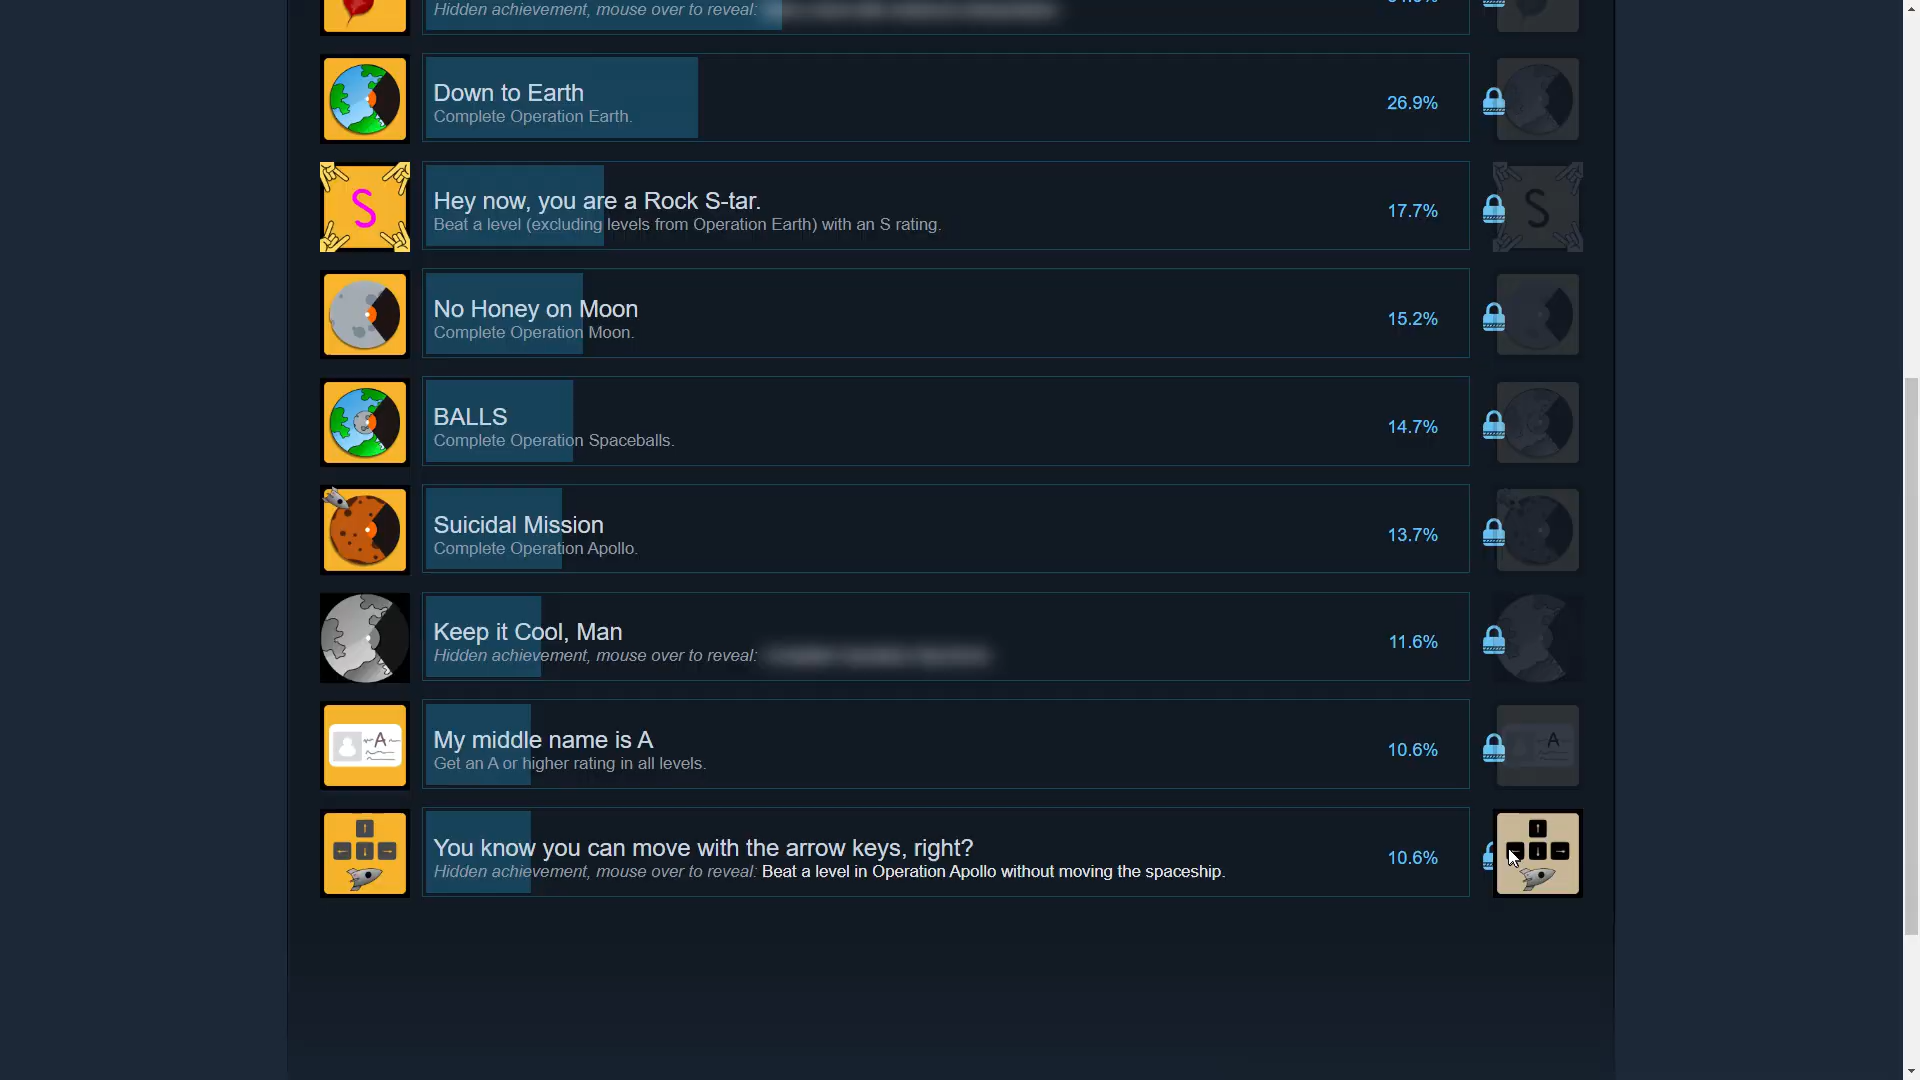 Hidden achievement, mouse over to reveal:
Down to Earth
Complete Operation Earth.
26.9%
S
Hey now, you are a Rock S-tar.
Beat a level (excluding levels from Operation Earth) with an S rating.
17.7%
S
No Honey on Moon
Complete Operation Moon.
15.2%
BALLS
Complete Operation Spaceballs.
14.7%
Suicidal Mission
Complete Operation Apollo.
13.7%
Keep it Cool, Man
Hidden achievement, mouse over to reveal:
11.6%
A
My middle name is A
Get an A or higher rating in all levels.
10.6%
A
You know you can move with the arrow keys, right?
Hidden achievement, mouse over to reveal: Beat a level in Operation Apollo without moving the spaceship.
10.6%